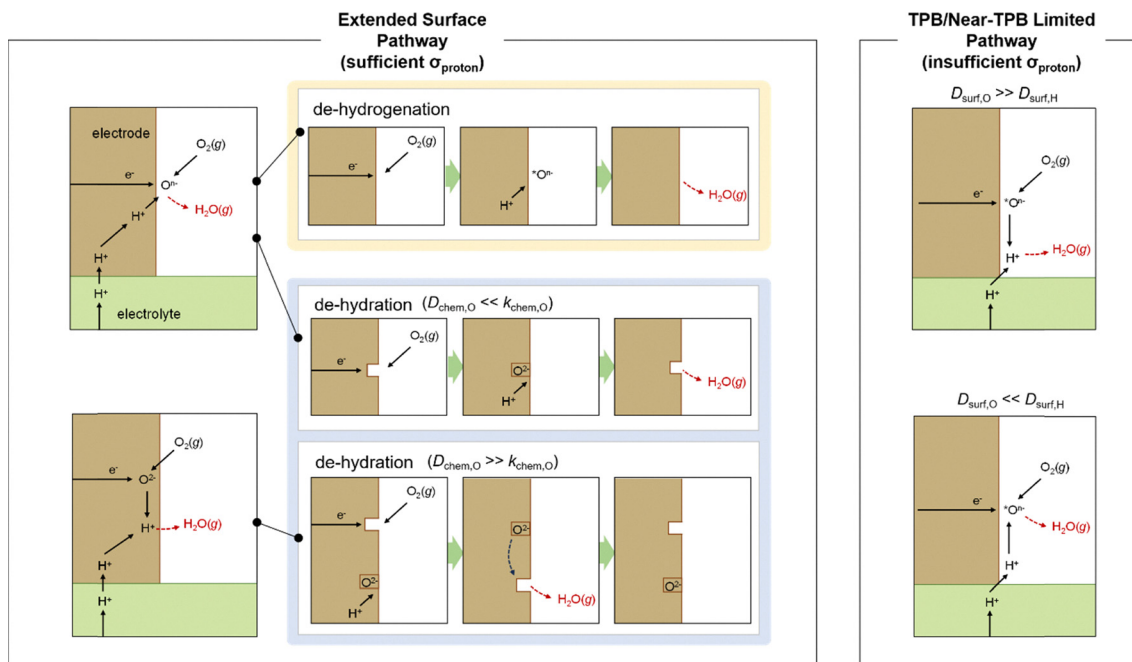 Extended Surface
Pathway
(sufficient σproton)
electrode
O2(g)
e-
On-
H2O(g)
H+
H+
H+
electrolyte
O2(g)
e-
O2-
H+
H2O(g)
H+
H+
de-hydrogenation
e-
O2(g)
*On-
H+
H2O(g)
de-hydration (Dchem,O << kchem,O)
e-
O2(g)
O2-
H+
H2O(g)
de-hydration (Dchem,O >> kchem,O)
e-
O2(g)
O2-
H+
O2-
H2O(g)
O2-
TPB/Near-TPB Limited
Pathway
(insufficient σproton)
Dsurf,O >> Dsurf,H
O2(g)
e-
*On-
H+
H2O(g)
H+
Dsurf,O << Dsurf,H
O2(g)
e-
*On-
H2O(g)
H+
H+